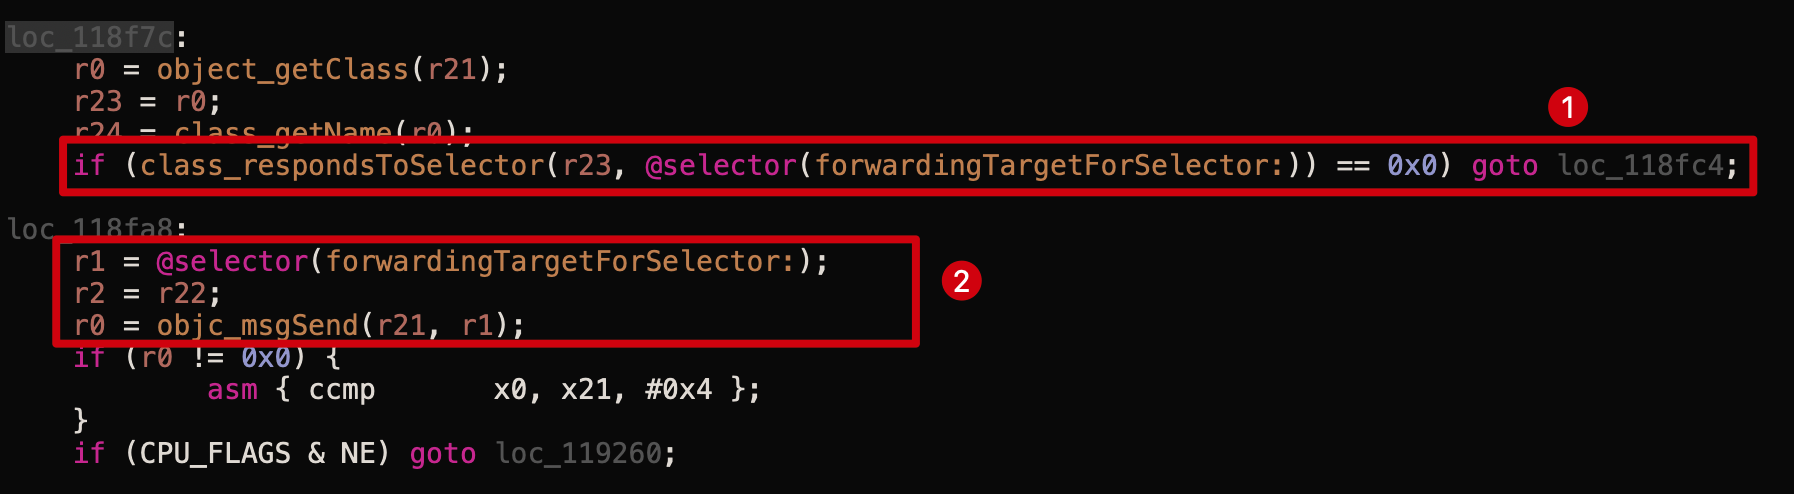 loc_118f7c:
r0 = object_getClass(r21);
r23 = r0;
r24 = class_getName(r0);
1
if (class_respondsToSelector(r23, @selector(forwardingTargetForSelector:)) == 0x0) goto loc_118fc4;
loc_118fa8:
r1 = @selector(forwardingTargetForSelector:);
r2 = r22;
2
r0 = objc_msgSend(r21, r1);
if (r0 != 0x0) {
asm { ccmp x0, x21, #0x4 };
}
if (CPU_FLAGS & NE) goto loc_119260;